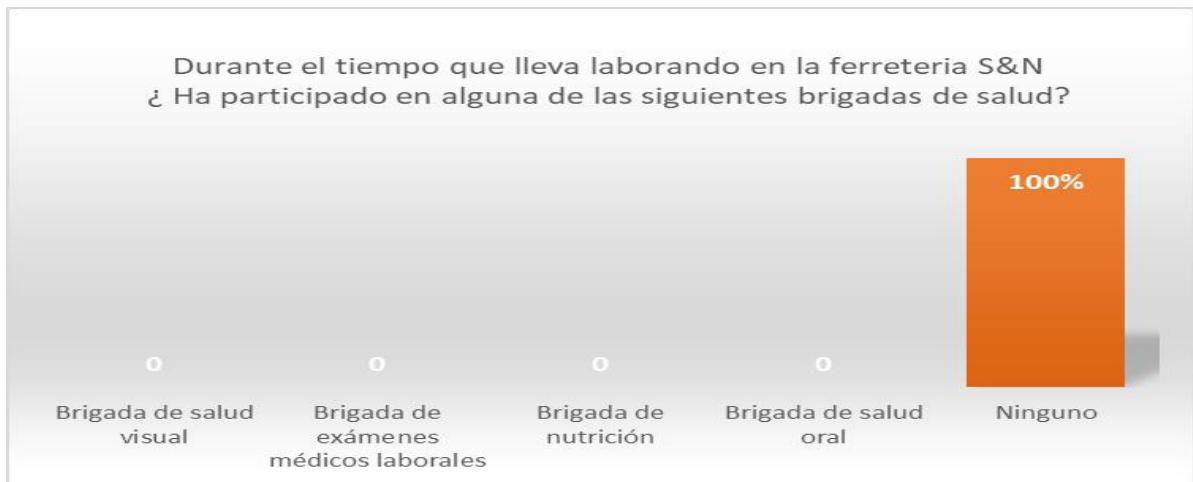 Durante el tiempo que lleva laborando en la ferreteria S&N
¿ Ha participado en alguna de las siguientes brigadas de salud?
100%
0
0
0
0
Brigada de salud
visual
Brigada de
exámenes
médicos laborales
Brigada de
nutrición
Brigada de salud
oral
Ninguno